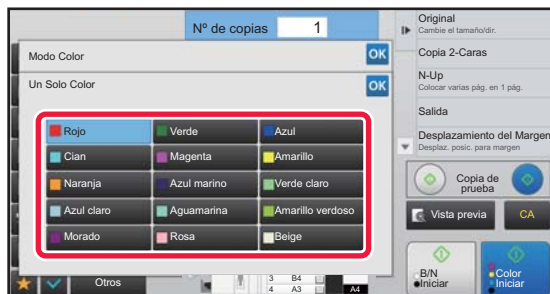 Nº de copias 1
Modo Color OK
Un Solo Color OK
Rojo Verde Azul
Cian Magenta Amarillo
Naranja Azul marino Verde claro
Azul claro Aguamarina Amarillo verdoso
Morado Rosa Beige
Otros
3 B4
4 A3 A4
Original
Cambie el tamaño/dir.
Copia 2-Caras
N-Up
Colocar varias pág. en 1 pág.
Salida
Desplazamiento del Margen
Desplaz. posic. para margen
Copia de
prueba
Vista previa CA
B/N
Iniciar
Color
Iniciar